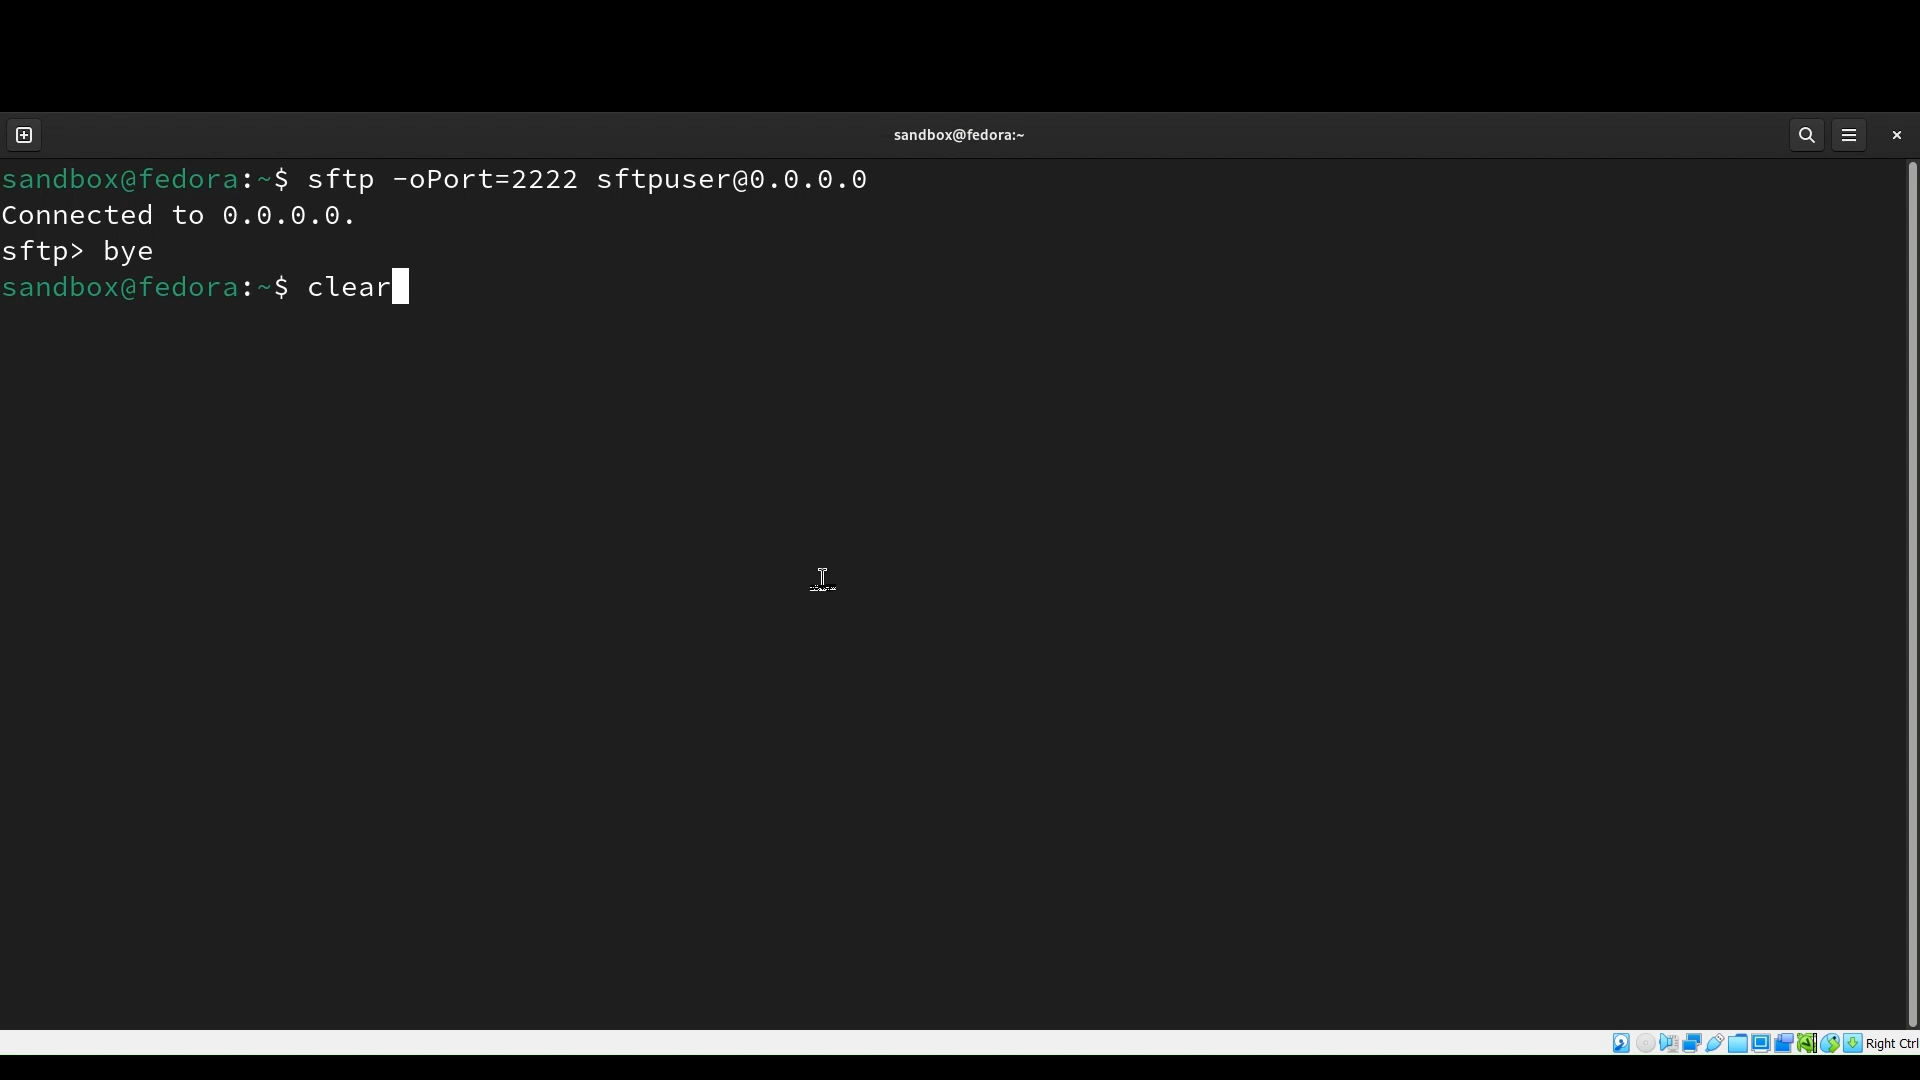 sandbox@fedora:~
sandbox@fedora:~$ sftp -oPort=2222 sftpuser@0.0.0.0
Connected to 0.0.0.0.
sftp> bye
sandbox@fedora:~$ clear
Right Ctrl